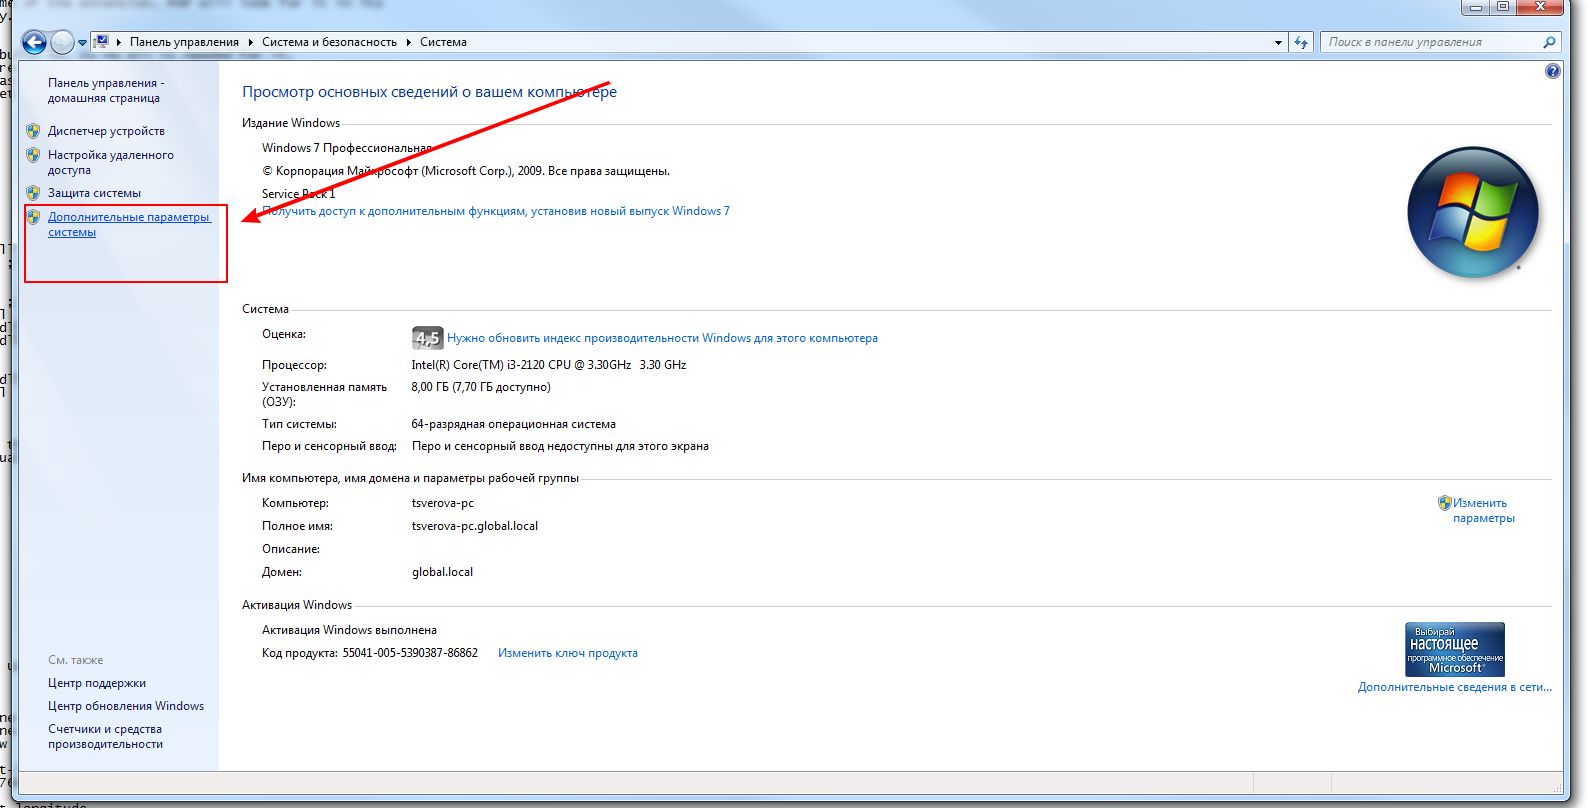 Панель управления
Система и безопасность
Система
Поиск в панели управления
Панель управления -
домашняя страница
Диспетчер устройств
Настройка удаленного
доступа
Защита системы
Дополнительные параметры
системы
См. также
Центр поддержки
Центр обновления Windows
Счетчики и средства
производительности
Просмотр основных сведений о вашем компьютере
Издание Windows
Windows 7 Профессиональная
© Корпорация Майкрософт (Microsoft Corp.), 2009. Все права защищены.
Service Pack 1
Получить доступ к дополнительным функциям, установив новый выпуск Windows 7
Система
Оценка:
4,5 Нужно обновить индекс производительности Windows для этого компьютера
Процессор: Intel(R) Core(TM) i3-2120 CPU @ 3.30GHz 3.30 GHz
Установленная память
(ОЗУ):
8,00 ГБ (7,70 ГБ доступно)
Тип системы: 64-разрядная операционная система
Перо и сенсорный ввод: Перо и сенсорный ввод недоступны для этого экрана
Имя компьютера, имя домена и параметры рабочей группы
Компьютер: tsverova-pc
Изменить
параметры
Полное имя: tsverova-pc.global.local
Описание:
Домен: global.local
Активация Windows
Активация Windows выполнена
Код продукта: 55041-005-5390387-86862 Изменить ключ продукта
Выбирай
настоящее
программное обеспечение
Microsoft®
Дополнительные сведения в сети...
longitude